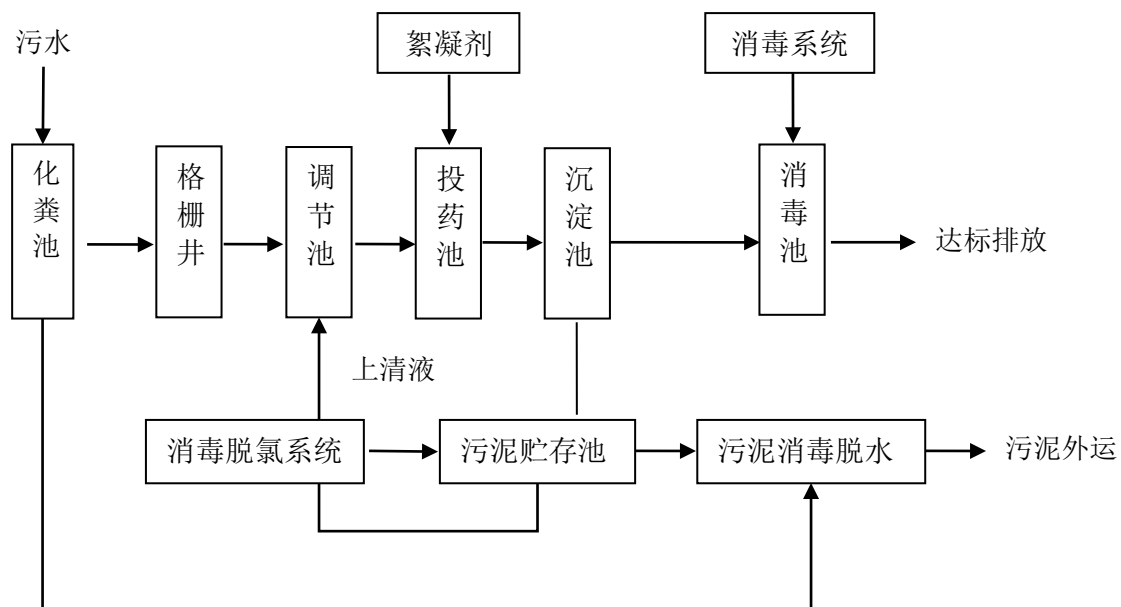 污水
絮凝剂
消毒系统
化粪池
格栅井
调节池
投药池
沉淀池
消毒池
达标排放
上清液
消毒脱氯系统
污泥贮存池
污泥消毒脱水
污泥外运